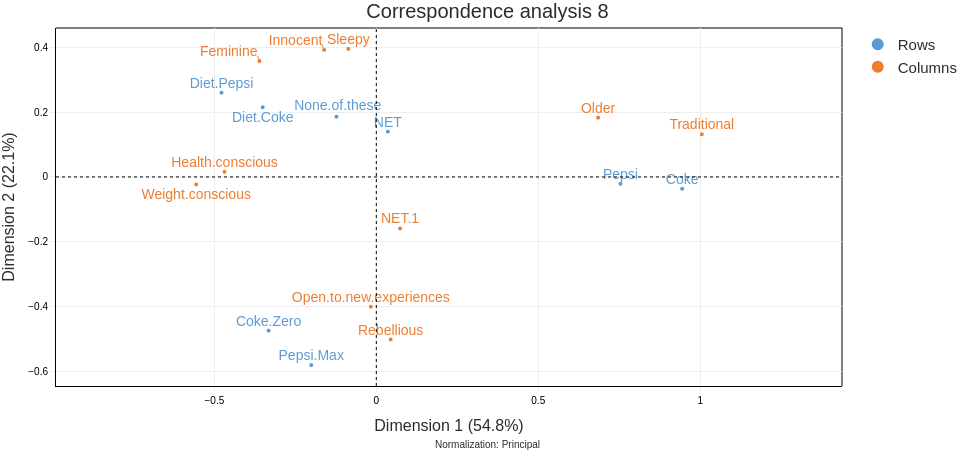 Correspondence analysis 8
Rows
Columns
0.4
0.2
0
−0.2
−0.4
−0.6
Dimension 2 (22.1%)
Innocent
Sleepy
Feminine
Diet.Pepsi
None.of.these
Diet.Coke
NET
Older
Traditional
Health.conscious
Weight.conscious
Pepsi
Coke
NET.1
Open.to.new.experiences
Coke.Zero
Rebellious
Pepsi.Max
−0.5
0
0.5
1
Dimension 1 (54.8%)
Normalization: Principal